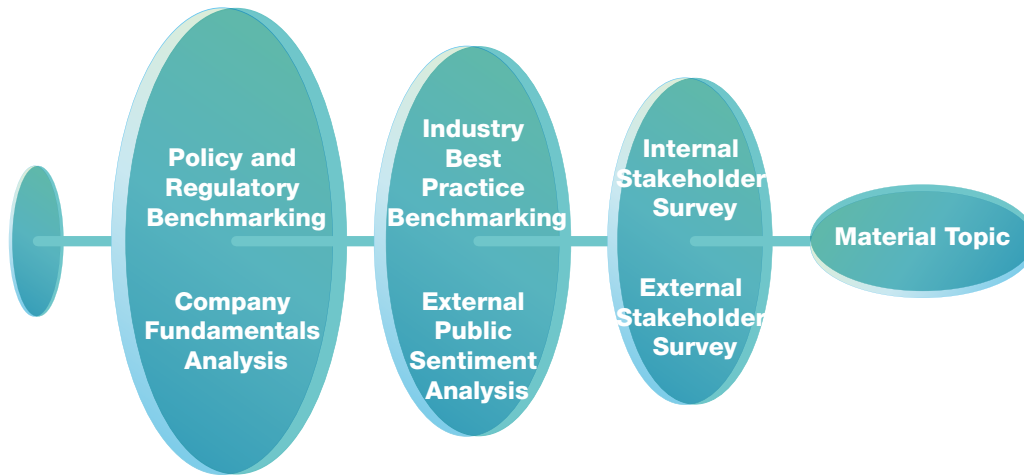 Policy and
Regulatory
Benchmarking
Company
Fundamentals
Analysis
Industry
Best
Practice
Benchmarking
External
Public
Sentiment
Analysis
Internal
Stakeholder
Survey
External
Stakeholder
Survey
Material Topic